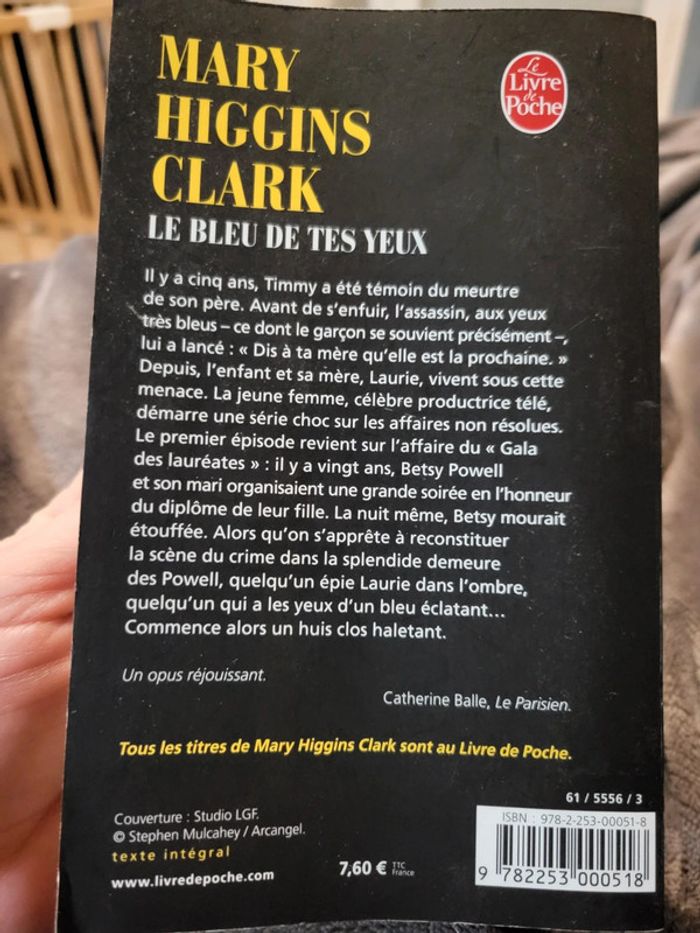 MARY
HIGGINS
CLARK
Le
Livre
de
Poche
LE BLEU DE TES YEUX
Il y a cinq ans, Timmy a été témoin du meurtre
de son père. Avant de s'enfuir, l'assassin, aux yeux
très bleus – ce dont le garçon se souvient précisément –,
lui a lancé : « Dis à ta mère qu'elle est la prochaine. »
Depuis, l'enfant et sa mère, Laurie, vivent sous cette
menace. La jeune femme, célèbre productrice télé,
démarre une série choc sur les affaires non résolues.
Le premier épisode revient sur l'affaire du « Gala
des lauréates » : il y a vingt ans, Betsy Powell
et son mari organisaient une grande soirée en l'honneur
du diplôme de leur fille. La nuit même, Betsy mourait
étouffée. Alors qu'on s'apprête à reconstituer
la scène du crime dans la splendide demeure
des Powell, quelqu'un épie Laurie dans l'ombre,
quelqu'un qui a les yeux d'un bleu éclatant…
Commence alors un huis clos haletant.
Un opus réjouissant.
Catherine Balle, Le Parisien.
Tous les titres de Mary Higgins Clark sont au Livre de Poche.
61 / 5556 / 3
Couverture : Studio LGF.
© Stephen Mulcahey / Arcangel.
texte intégral
www.livredepoche.com
7,60 € TTC
France
ISBN : 978-2-253-00051-8
9 782253 000518